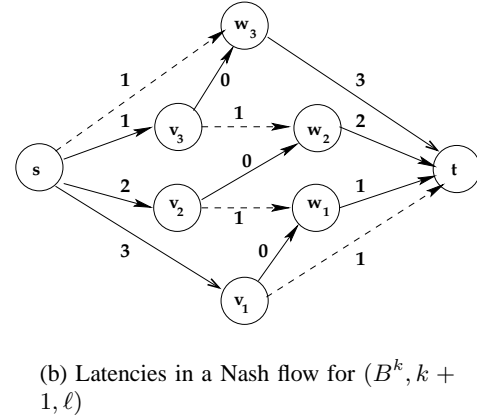 w3
1
3
0
1
v3
1
w2
2
s
0
t
2
v2
1
w1
1
3
0
1
v1
(b) Latencies in a Nash flow for (B^k, k +
1, ℓ)